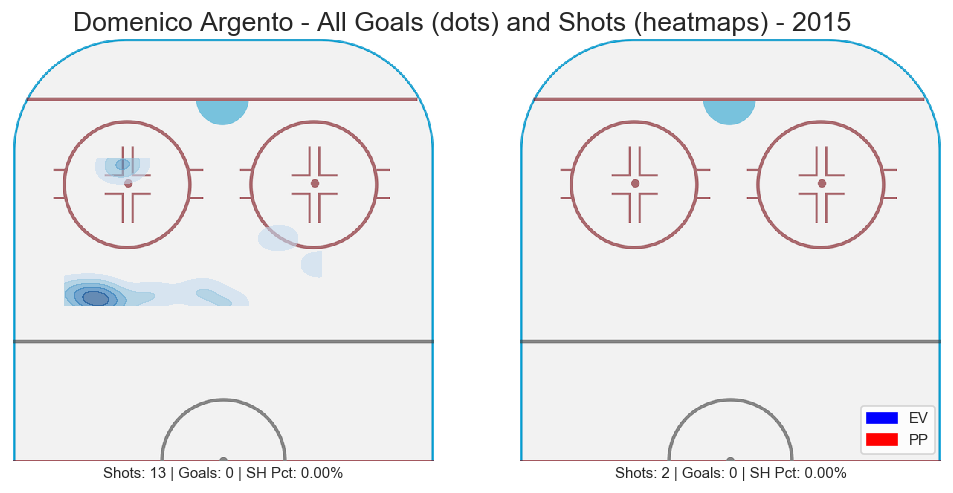 Domenico Argento - All Goals (dots) and Shots (heatmaps) - 2015
EV
PP
Shots: 13 | Goals: 0 | SH Pct: 0.00%
Shots: 2 | Goals: 0 | SH Pct: 0.00%